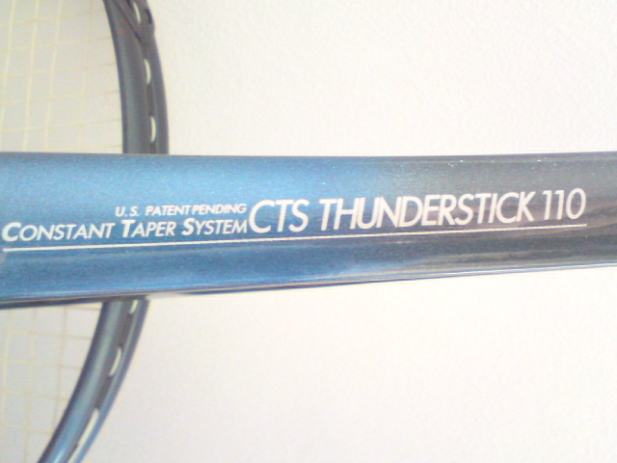 U.S. PATENT PENDING
CONSTANT TAPER SYSTEM CTS THUNDERSTICK 110